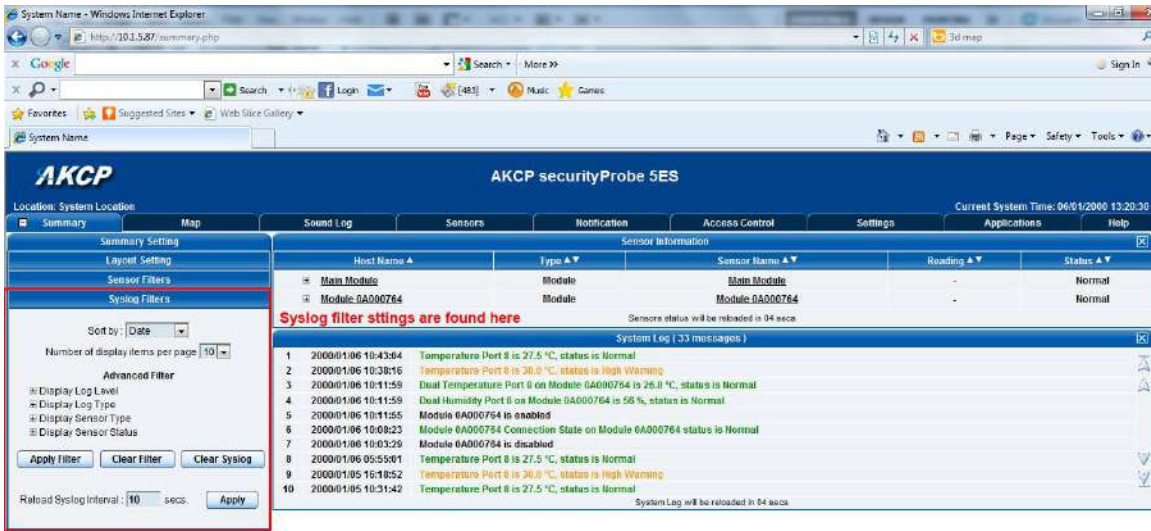 System Name - Windows Internet Explorer
http://10.1.5.87/summary.php
3d map
x Google
Search
More >>
Sign In
Search
Login
[483]
Music
Games
Favorites
Suggested Sites
Web Slice Gallery
System Name
Page
Safety
Tools
AKCP
AKCP securityProbe 5ES
Location: System Location
Current System Time: 06/01/2000 13:20:30
Summary
Map
Sound Log
Sensors
Notification
Access Control
Settings
Applications
Help
Summary Setting
Layout Setting
Sensor Filters
Syslog Filters
Sort by : Date
Number of display items per page 10
Advanced Filter
Display Log Level
Display Log Type
Display Sensor Type
Display Sensor Status
Apply Filter
Clear Filter
Clear Syslog
Reload Syslog Interval : 10 secs.
Apply
Sensor Information
Host Name
Type
Sensor Name
Reading
Status
Main Module Module Main Module - Normal
Module 0A000764 Module Module 0A000764 - Normal
Syslog filter sttings are found here
Sensors status will be reloaded in 04 secs
System Log ( 33 messages )
1 2000/01/06 10:43:04 Temperature Port 8 is 27.5 °C, status is Normal
2 2000/01/06 10:38:16 Temperature Port 8 is 30.0 °C, status is High Warning
3 2000/01/06 10:11:59 Dual Temperature Port 8 on Module 0A000764 is 26.8 °C, status is Normal
4 2000/01/06 10:11:59 Dual Humidity Port 8 on Module 0A000764 is 56 %, status is Normal
5 2000/01/06 10:11:55 Module 0A000764 is enabled
6 2000/01/06 10:08:23 Module 0A000764 Connection State on Module 0A000764 status is Normal
7 2000/01/06 10:03:29 Module 0A000764 is disabled
8 2000/01/06 05:55:01 Temperature Port 8 is 27.5 °C, status is Normal
9 2000/01/05 16:18:52 Temperature Port 8 is 30.0 °C, status is High Warning
10 2000/01/05 10:31:42 Temperature Port 8 is 27.5 °C, status is Normal
System Log will be reloaded in 04 secs